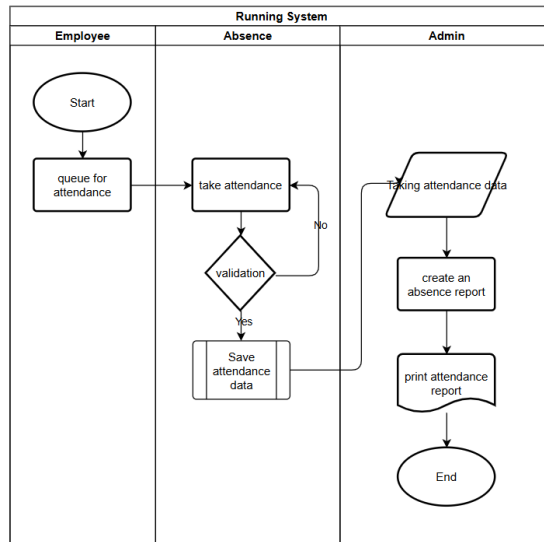 Running System
Employee
Absence
Admin
Start
queue for
attendance
take attendance
No
validation
Yes
Save
attendance
data
Taking attendance data
create an
absence report
print attendance
report
End